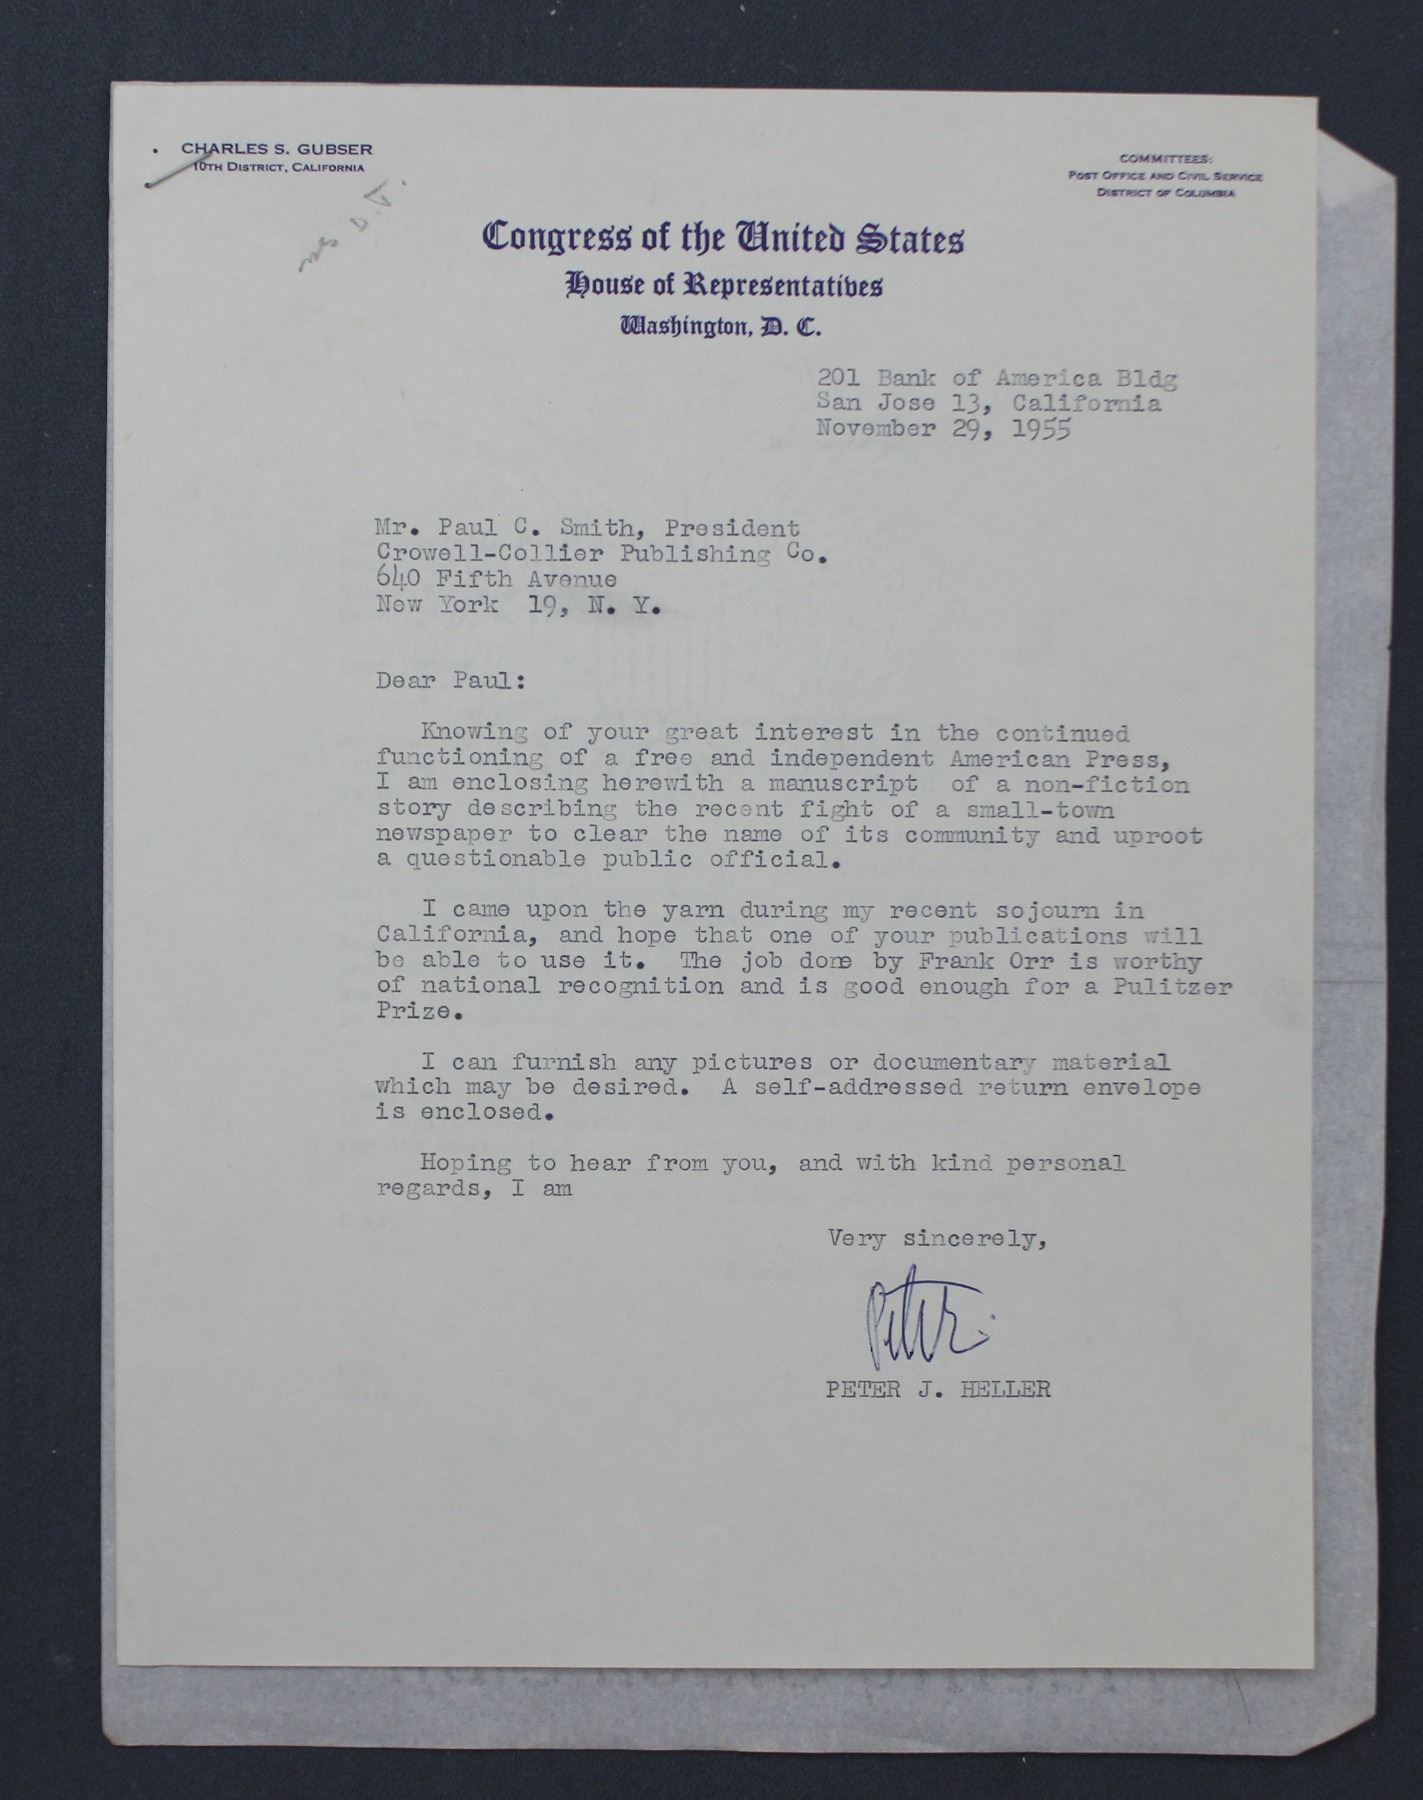 CHARLES S. GUBSER
10TH DISTRICT, CALIFORNIA
COMMITTEES:
POST OFFICE AND CIVIL SERVICE
DISTRICT OF COLUMBIA
Congress of the United States
House of Representatives
Washington, D. C.
201 Bank of America Bldg
San Jose 13, California
November 29, 1955
Mr. Paul C. Smith, President
Crowell-Collier Publishing Co.
640 Fifth Avenue
New York 19, N. Y.
Dear Paul:
Knowing of your great interest in the continued
functioning of a free and independent American Press,
I am enclosing herewith a manuscript of a non-fiction
story describing the recent fight of a small-town
newspaper to clear the name of its community and uproot
a questionable public official.
I came upon the yarn during my recent sojourn in
California, and hope that one of your publications will
be able to use it. The job done by Frank Orr is worthy
of national recognition and is good enough for a Pulitzer
Prize.
I can furnish any pictures or documentary material
which may be desired. A self-addressed return envelope
is enclosed.
Hoping to hear from you, and with kind personal
regards, I am
Very sincerely,
Peter
PETER J. HELLER